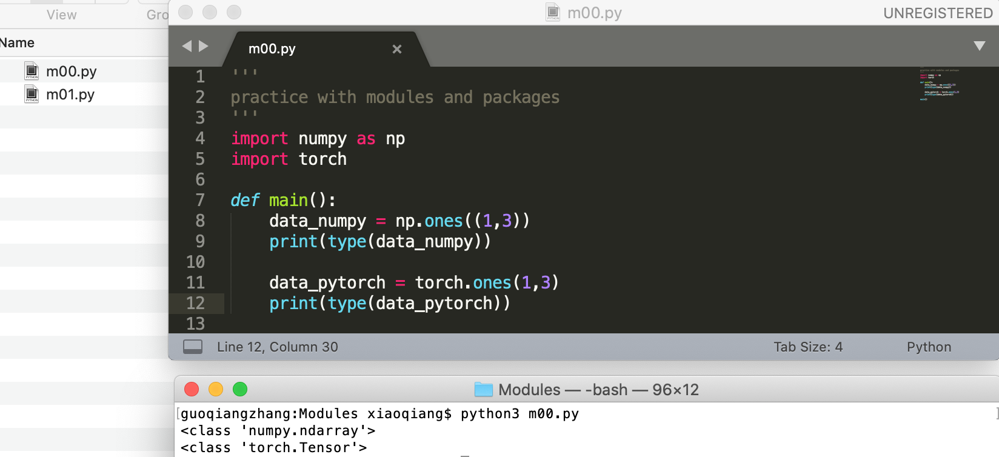 View
Gro
m00.py
UNREGISTERED
Name
m00.py
m01.py
m00.py
1 '''
2 practice with modules and packages
3 '''
4 import numpy as np
5 import torch
6
7 def main():
8 data_numpy = np.ones((1,3))
9 print(type(data_numpy))
10
11 data_pytorch = torch.ones(1,3)
12 print(type(data_pytorch))
13
Line 12, Column 30
Tab Size: 4
Python
Modules — -bash — 96×12
[guoqiangzhang:Modules xiaoqiang$ python3 m00.py ]
<class 'numpy.ndarray'>
<class 'torch.Tensor'>